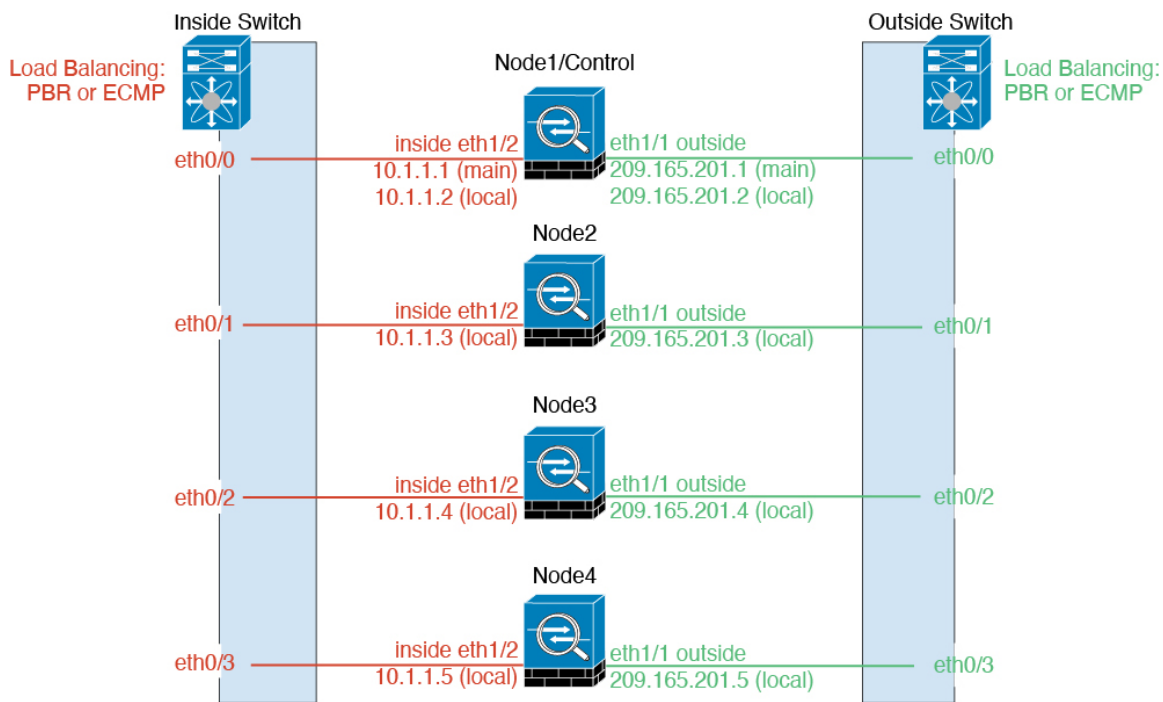 Inside Switch
Outside Switch
Load Balancing:
PBR or ECMP
Node1/Control
Load Balancing:
PBR or ECMP
eth0/0
inside eth1/2
10.1.1.1 (main)
10.1.1.2 (local)
eth1/1 outside
209.165.201.1 (main)
209.165.201.2 (local)
eth0/0
Node2
eth0/1
inside eth1/2
10.1.1.3 (local)
eth1/1 outside
209.165.201.3 (local)
eth0/1
Node3
eth0/2
inside eth1/2
10.1.1.4 (local)
eth1/1 outside
209.165.201.4 (local)
eth0/2
Node4
eth0/3
inside eth1/2
10.1.1.5 (local)
eth1/1 outside
209.165.201.5 (local)
eth0/3